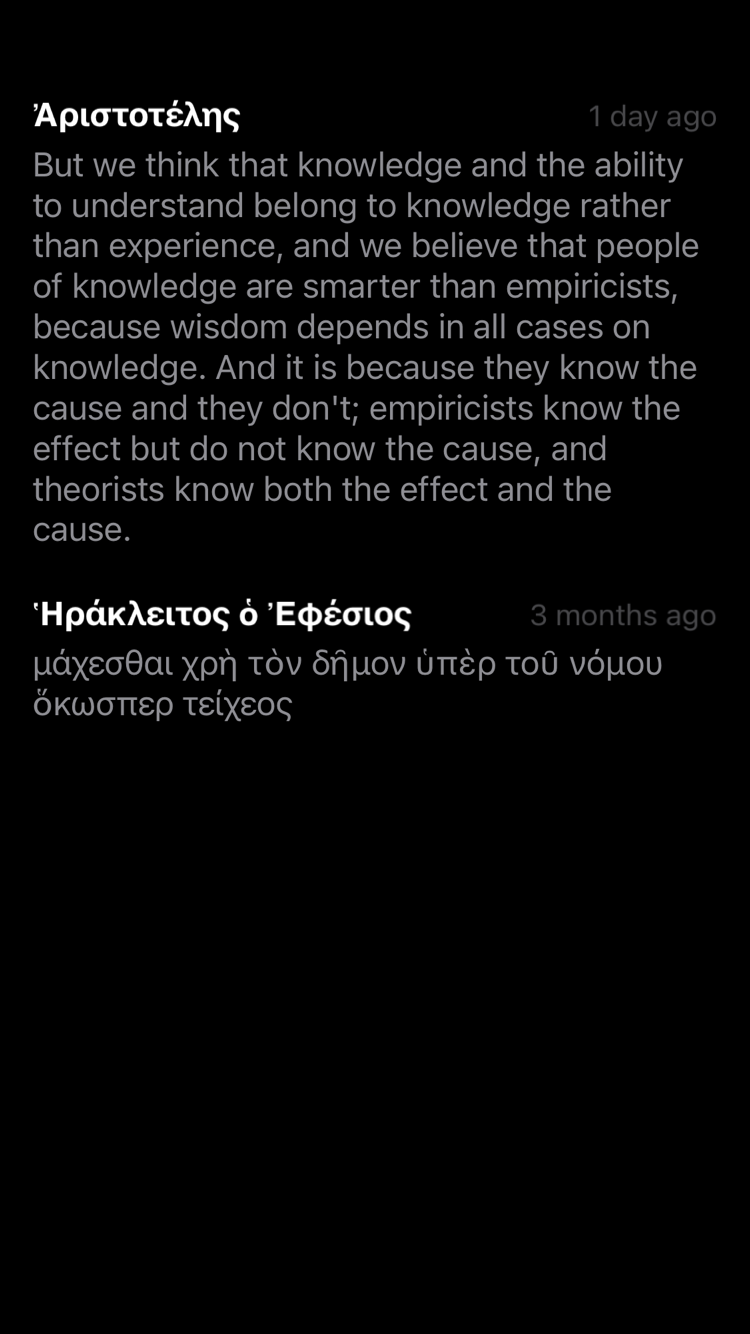 Ἀριστοτέλης 1 day ago
But we think that knowledge and the ability
to understand belong to knowledge rather
than experience, and we believe that people
of knowledge are smarter than empiricists,
because wisdom depends in all cases on
knowledge. And it is because they know the
cause and they don't; empiricists know the
effect but do not know the cause, and
theorists know both the effect and the
cause.
Ἡράκλειτος ὁ Ἐφέσιος 3 months ago
μάχεσθαι χρὴ τὸν δῆμον ὑπὲρ τοῦ νόμου
ὅκωσπερ τείχεος